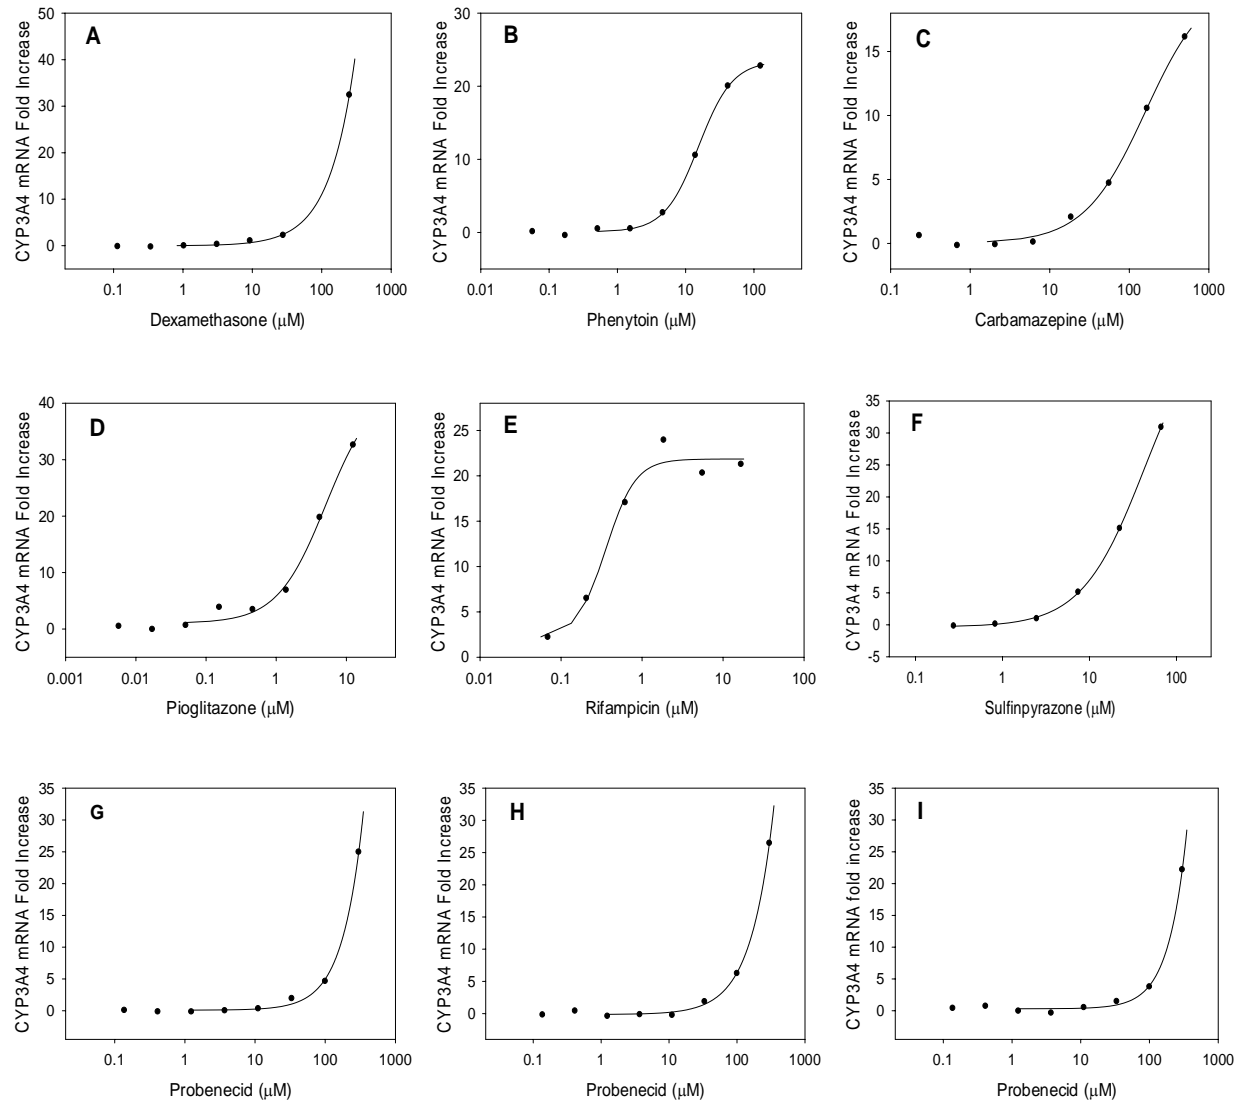 A
CYP3A4 mRNA Fold Increase
50
40
30
20
10
0
0.1 1 10 100 1000
Dexamethasone (μM)
B
CYP3A4 mRNA Fold Increase
30
20
10
0
0.01 0.1 1 10 100
Phenytoin (μM)
C
CYP3A4 mRNA Fold Increase
15
10
5
0
0.1 1 10 100 1000
Carbamazepine (μM)
D
CYP3A4 mRNA Fold Increase
40
30
20
10
0
0.001 0.01 0.1 1 10
Pioglitazone (μM)
E
CYP3A4 mRNA Fold Increase
25
20
15
10
5
0
0.01 0.1 1 10 100
Rifampicin (μM)
F
CYP3A4 mRNA Fold Increase
35
30
25
20
15
10
5
0
-5
0.1 1 10 100
Sulfinpyrazone (μM)
G
CYP3A4 mRNA Fold Increase
35
30
25
20
15
10
5
0
0.1 1 10 100 1000
Probenecid (μM)
H
CYP3A4 mRNA Fold Increase
35
30
25
20
15
10
5
0
0.1 1 10 100 1000
Probenecid (μM)
I
CYP3A4 mRNA fold increase
35
30
25
20
15
10
5
0
0.1 1 10 100 1000
Probenecid (μM)